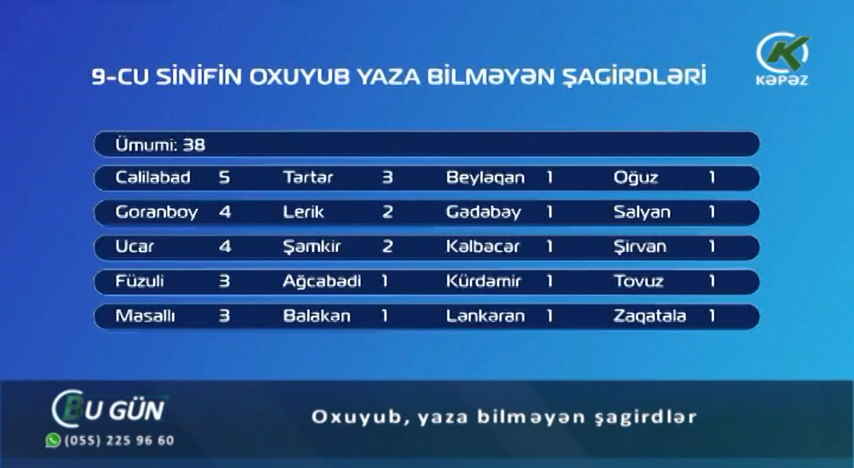 9-CU SİNİFİN OXUYUB YAZA BİLMƏYƏN ŞAGİRDLƏRİ
K
KƏPƏZ
Ümumi: 38
Cəlilabad 5 Tərtər 3 Beyləqan 1 Oğuz 1
Goranboy 4 Lerik 2 Gədəbəy 1 Salyan 1
Ucar 4 Şəmkir 2 Kəlbəcər 1 Şirvan 1
Füzuli 3 Ağcabədi 1 Kürdəmir 1 Tovuz 1
Masallı 3 Balakən 1 Lənkəran 1 Zaqatala 1
BU GÜN
(055) 225 96 60
Oxuyub, yaza bilməyən şagirdlər